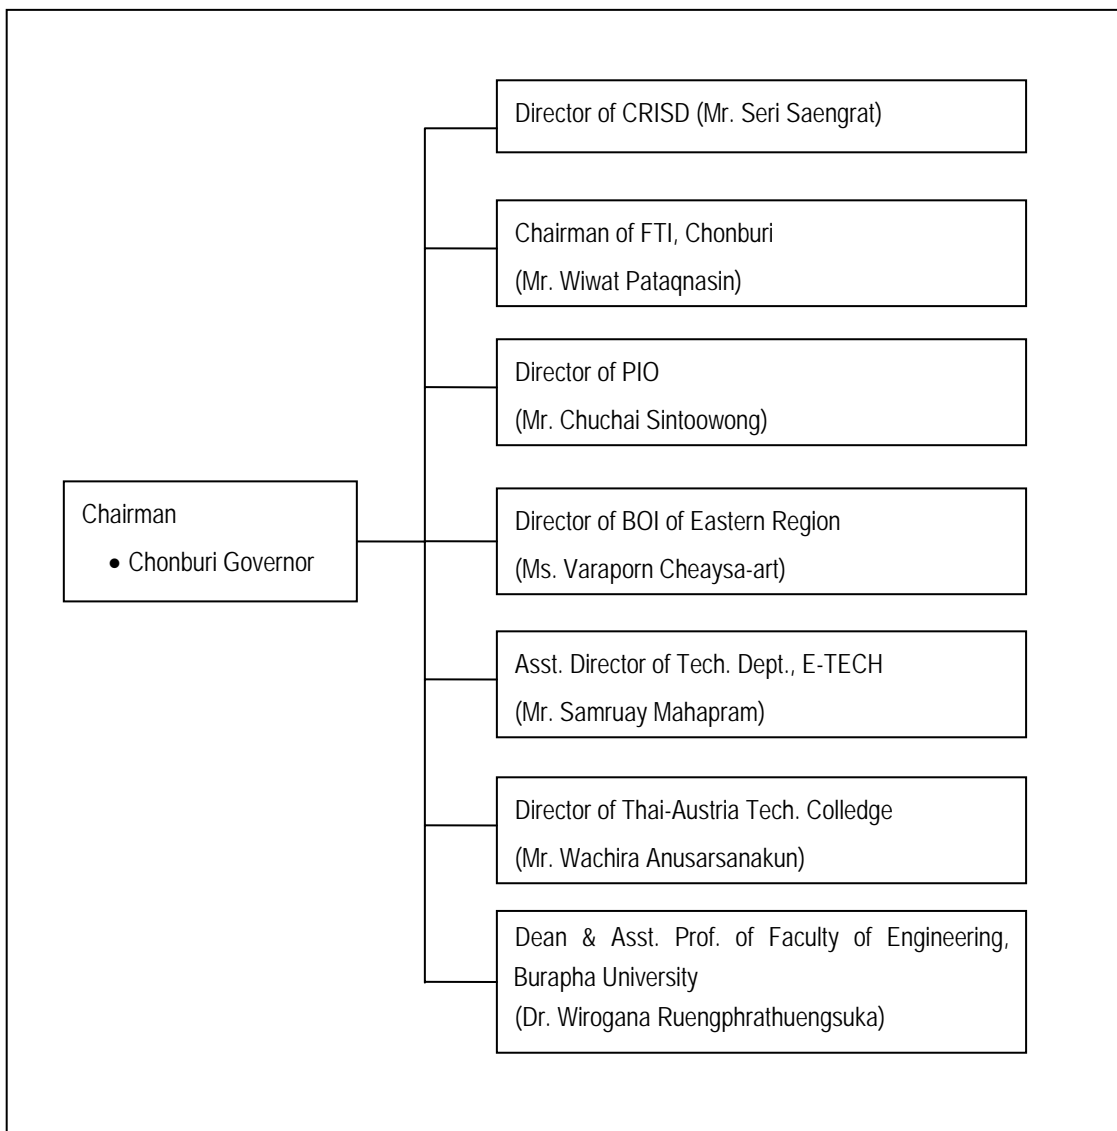 Director of CRISD (Mr. Seri Saengrat)
Chairman of FTI, Chonburi
(Mr. Wiwat Pataqnasin)
Director of PIO
(Mr. Chuchai Sintoowong)
Chairman
• Chonburi Governor
Director of BOI of Eastern Region
(Ms. Varaporn Cheaysa-art)
Asst. Director of Tech. Dept., E-TECH
(Mr. Samruay Mahapram)
Director of Thai-Austria Tech. Colledge
(Mr. Wachira Anusarsanakun)
Dean & Asst. Prof. of Faculty of Engineering,
Burapha University
(Dr. Wirogana Ruengphrathuengsuka)